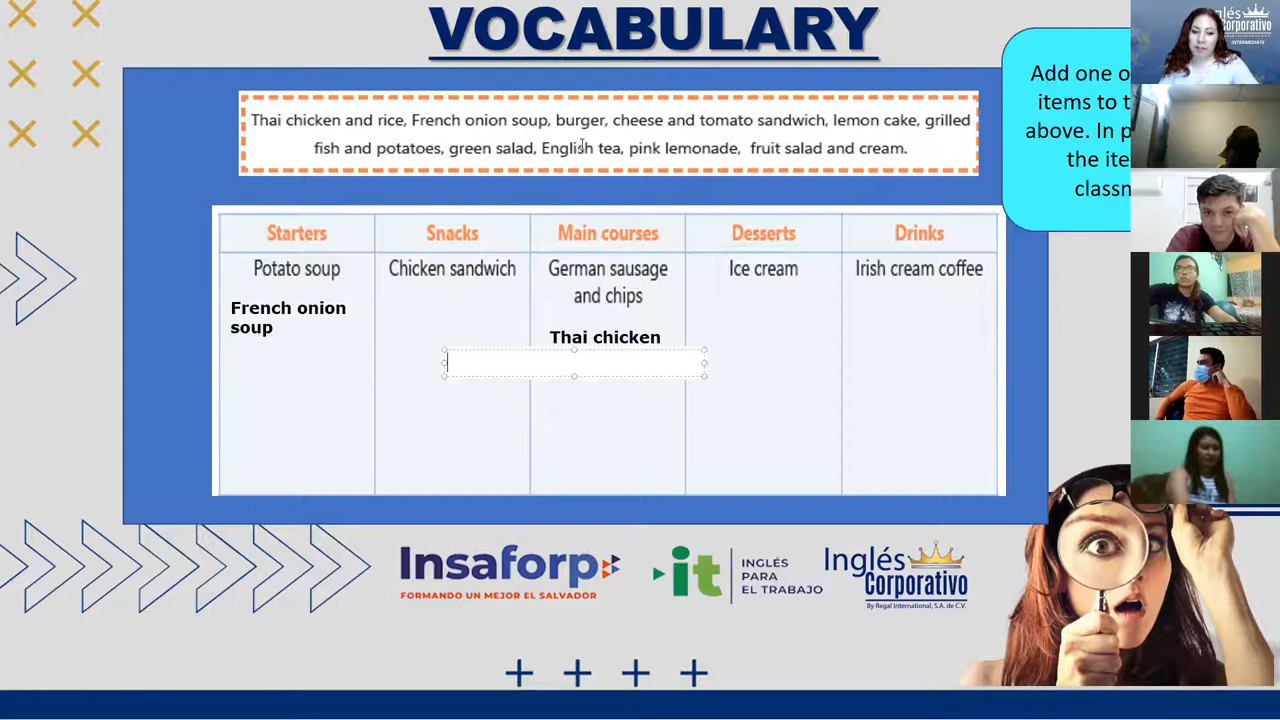 VOCABULARY
Thai chicken and rice, French onion soup, burger, cheese and tomato sandwich, lemon cake, grilled
fish and potatoes, green salad, English tea, pink lemonade, fruit salad and cream.
Add one o
items to t
above. In p
the ite
classn
Starters
Snacks
Main courses
Desserts
Drinks
Potato soup
Chicken sandwich
German sausage
and chips
Ice cream
Irish cream coffee
French onion
soup
Thai chicken
Insaforp
FORMANDO UN MEJOR EL SALVADOR
it
INGLÉS
PARA
EL TRABAJO
Inglés
Corporativo
By Regal International, S.A. de C.V.
glés
Corporativo
INTERMEDIATE